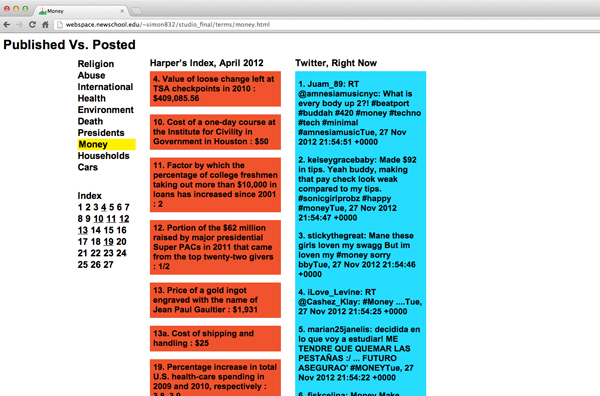 Money
webspace.newschool.edu/~simon832/studio_final/terms/money.html
Published Vs. Posted
Religion
Abuse
International
Health
Environment
Death
Presidents
Money
Households
Cars
Index
1 2 3 4 5 6 7
8 9 10 11 12
13 14 15 16
17 18 19 20
21 22 23 24
25 26 27
Harper's Index, April 2012
4. Value of loose change left at
TSA checkpoints in 2010 :
$409,085.56
10. Cost of a one-day course at
the Institute for Civility in
Government in Houston : $50
11. Factor by which the
percentage of college freshmen
taking out more than $10,000 in
loans has increased since 2001
: 2
12. Portion of the $62 million
raised by major presidential
Super PACs in 2011 that came
from the top twenty-two givers
: 1/2
13. Price of a gold ingot
engraved with the name of
Jean Paul Gaultier : $1,931
13a. Cost of shipping and
handling : $25
19. Percentage increase in total
U.S. health-care spending in
2009 and 2010, respectively :
3.8, 3.9
Twitter, Right Now
1. Juam_89: RT
@amnesiamusicnyc: What is
every body up 2?! #beatport
#buddah #420 #money #techno
#tech #minimal
#amnesiamusicTue, 27 Nov
2012 21:54:51 +0000
2. kelseygracebaby: Made $92
in tips. Yeah buddy, making
that pay check look weak
compared to my tips.
#sonicgirlprobz #happy
#moneyTue, 27 Nov 2012
21:54:47 +0000
3. stickythegreat: Mane these
girls loven my swagg But im
loven my #money sorry
bbyTue, 27 Nov 2012 21:54:46
+0000
4. iLove_Levine: RT
@Cashez_Klay: #Money ....Tue,
27 Nov 2012 21:54:25 +0000
5. marian25janelis: decidida en
lo que voy a estudiar! ME
TENDRE QUE QUEMAR LAS
PESTAÑAS :/ ... FUTURO
ASEGURAO' #MONEYTue, 27
Nov 2012 21:54:22 +0000
6. fiskcelina: Money Make